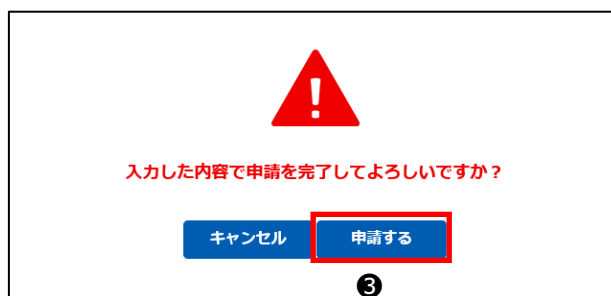 入力した内容で申請を完了してよろしいですか？
キャンセル 申請する
❸